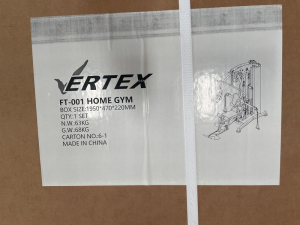 VERTEX
FT-001 HOME GYM
BOX SIZE:1950*470*220MM
QTY:1 SET
N.W:63KG
G.W:68KG
CARTON NO:6-1
MADE IN CHINA